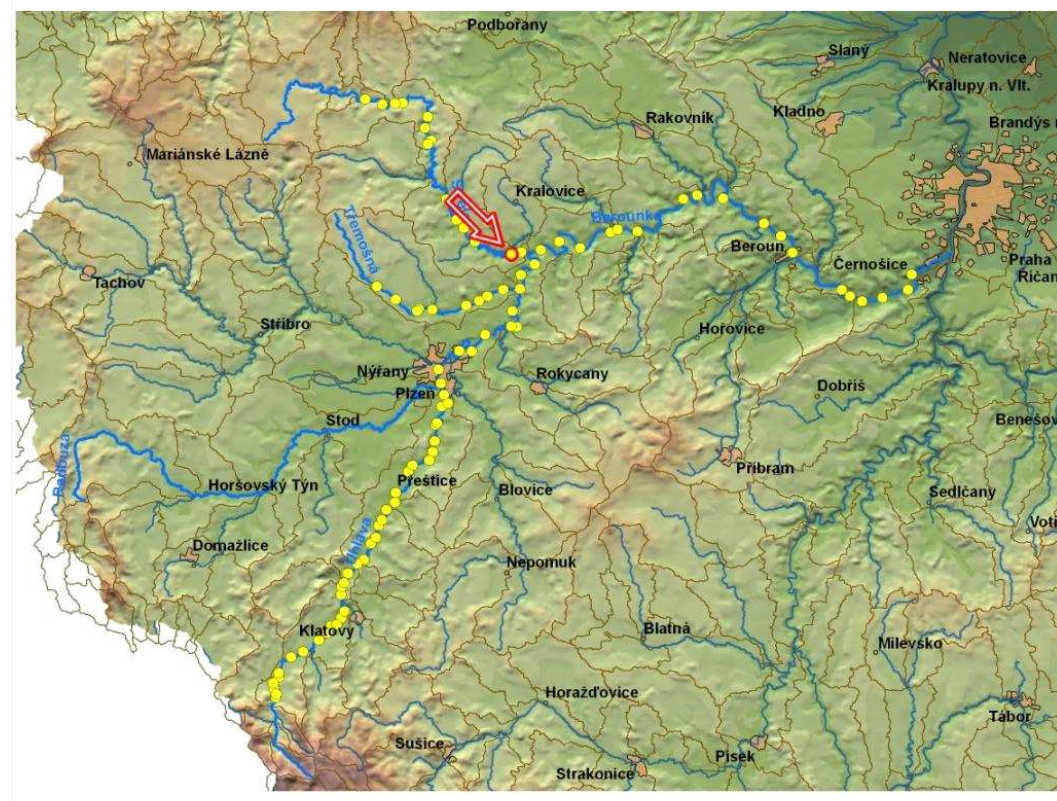 Podbořany
Slaný
Neratovice
Kralupy n. Vlt.
Rakovník
Kladno
Brandýs n
Mariánské Lázně
Kralovice
Třemošná
Berounka
Beroun
Praha
Říčan
Černošice
Tachov
Stříbro
Hořovice
Nýřany
Rokycany
Dobříš
Plzeň
Stod
Benešov
Radbuza
Přeštice
Příbram
Horšovský Týn
Blovice
Sedlčany
Voti
Úhlava
Domažlice
Nepomuk
Klatovy
Blatná
Milevsko
Horažďovice
Tábor
Sušice
Písek
Strakonice